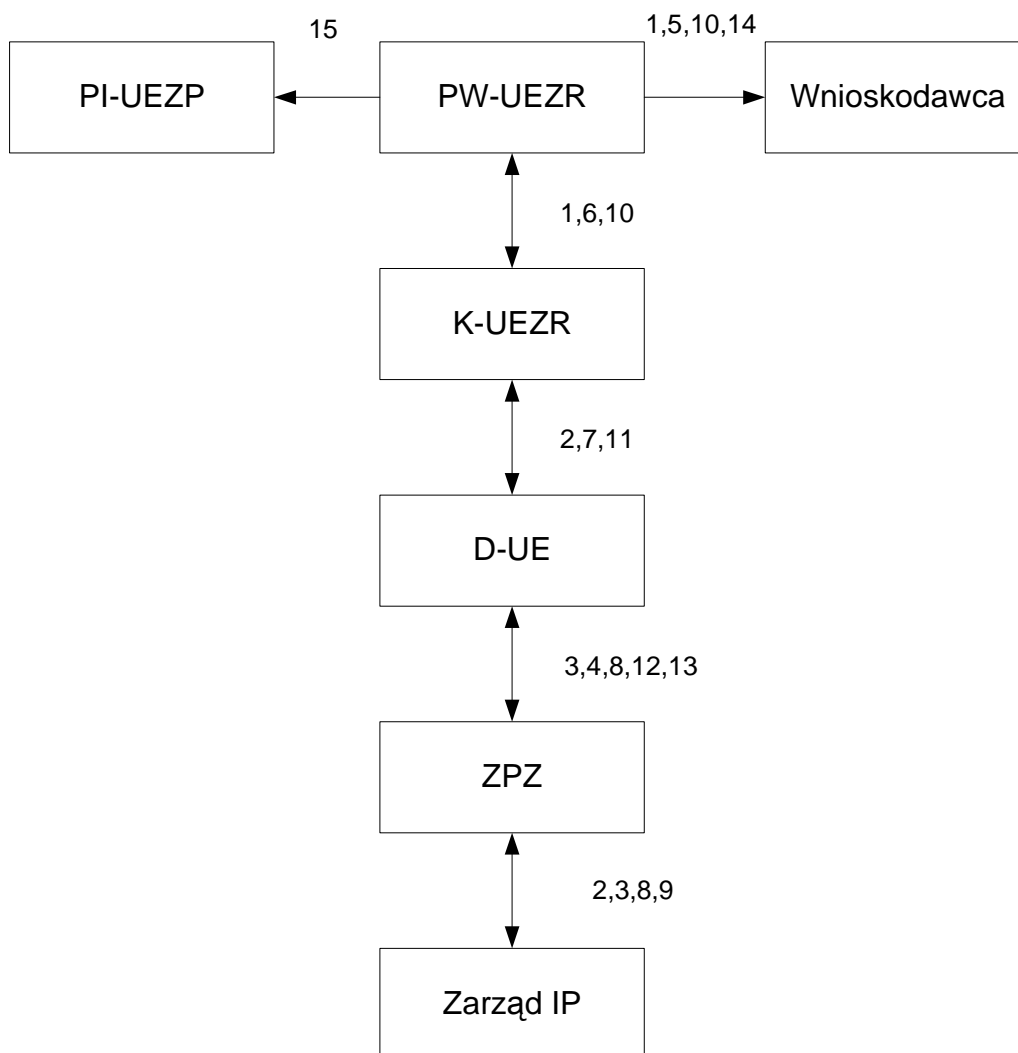 15
1,5,10,14
PI-UEZP
PW-UEZR
Wnioskodawca
1,6,10
K-UEZR
2,7,11
D-UE
3,4,8,12,13
ZPZ
2,3,8,9
Zarząd IP